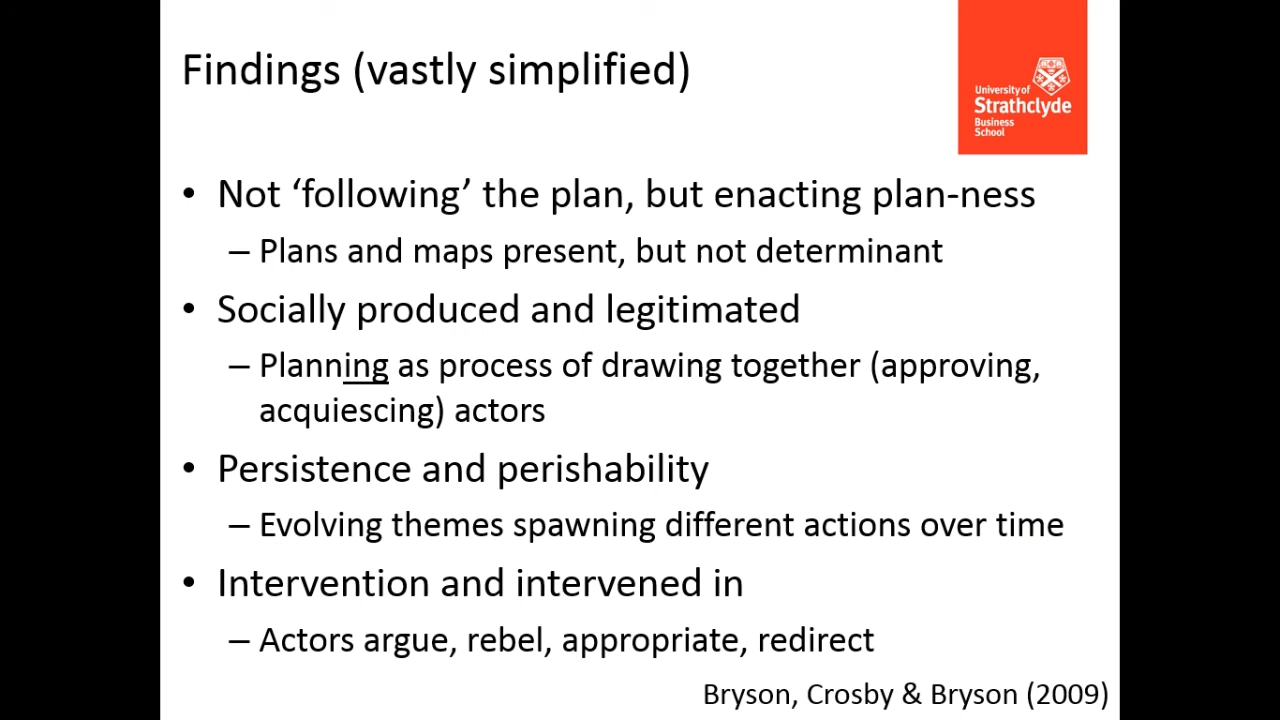 Findings (vastly simplified)
University of
Strathclyde
Business
School
• Not ‘following’ the plan, but enacting plan-ness
– Plans and maps present, but not determinant
• Socially produced and legitimated
– Planning as process of drawing together (approving,
acquiescing) actors
• Persistence and perishability
– Evolving themes spawning different actions over time
• Intervention and intervened in
– Actors argue, rebel, appropriate, redirect
Bryson, Crosby & Bryson (2009)